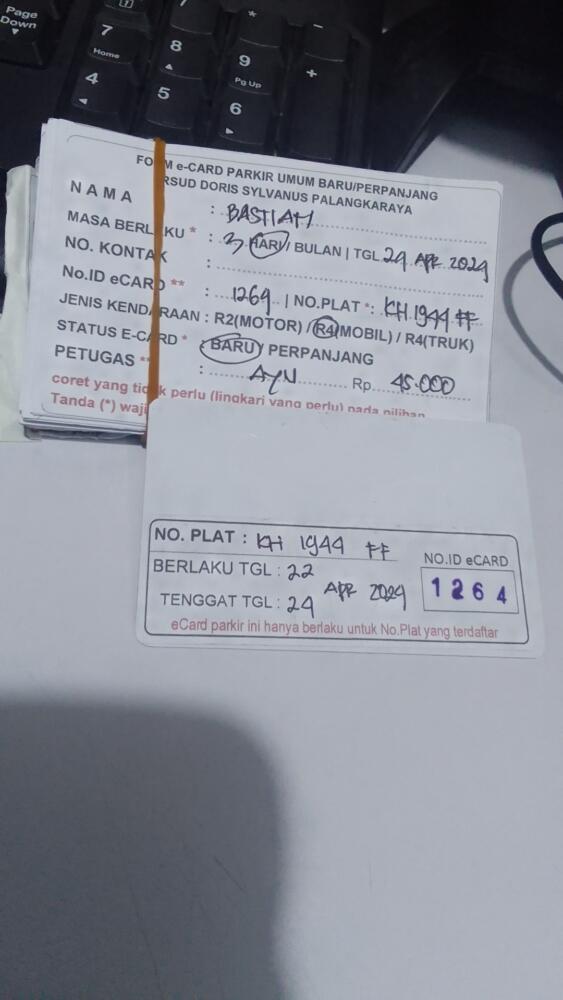 Page
Down
7
Home
8
9
Pg Up
+
4
5
6
FORM e-CARD PARKIR UMUM BARU/PERPANJANG
RSUD DORIS SYLVANUS PALANGKARAYA
NAMA : BASTIAH
MASA BERLAKU * : 3 HARI / BULAN | TGL 24 APR 2024
NO. KONTAK :
No.ID eCARD ** : 1264 | NO.PLAT *: KH 1944 FF
JENIS KENDARAAN : R2(MOTOR) / R4(MOBIL) / R4(TRUK)
STATUS E-CARD * : BARU / PERPANJANG
PETUGAS ** : AYU Rp. 45.000
coret yang tidak perlu (lingkari yang perlu) pada pilihan
Tanda (*) waji
NO. PLAT : KH 1944 FF
BERLAKU TGL : 22 APR 2024
TENGGAT TGL : 24
NO.ID eCARD
1264
eCard parkir ini hanya berlaku untuk No.Plat yang terdaftar